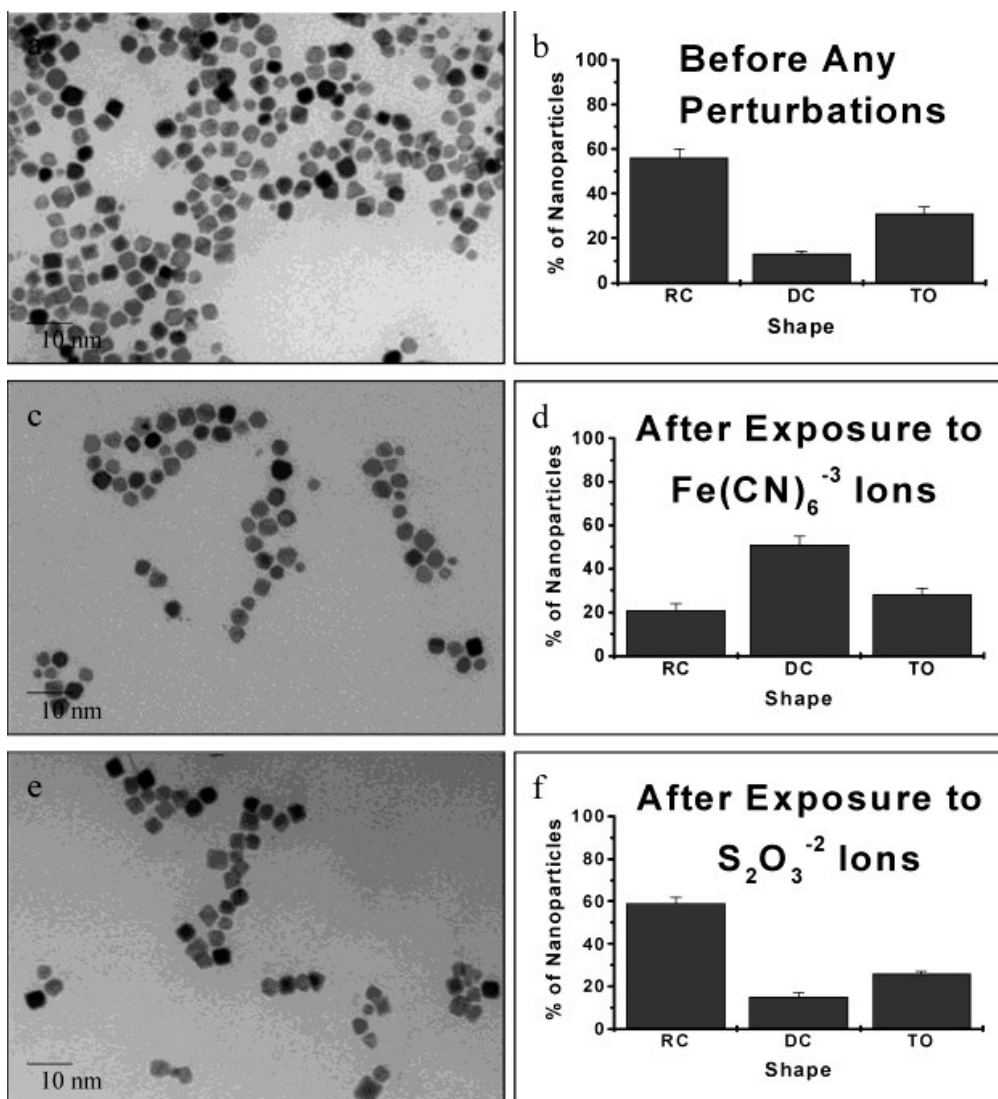 a
10 nm
b
Before Any
Perturbations
% of Nanoparticles
100
80
60
40
20
0
RC DC TO
Shape
c
10 nm
d
After Exposure to
Fe(CN)₆⁻³ Ions
% of Nanoparticles
100
80
60
40
20
0
RC DC TO
Shape
e
10 nm
f
After Exposure to
S₂O₃⁻² Ions
% of Nanoparticles
100
80
60
40
20
0
RC DC TO
Shape